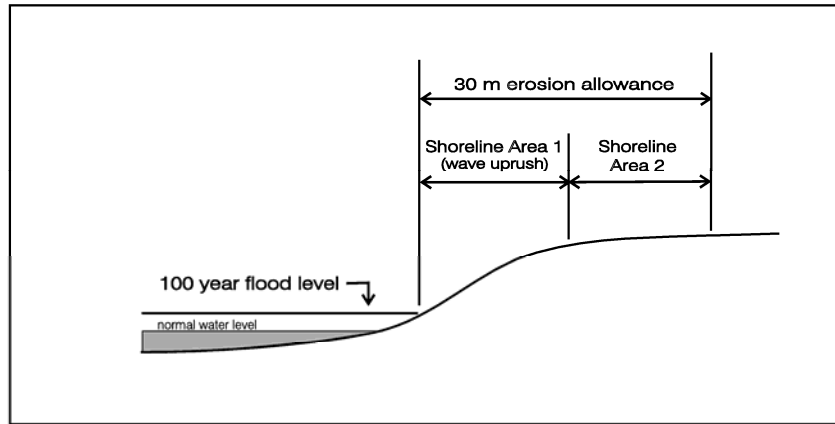 30 m erosion allowance
Shoreline Area 1
(wave uprush)
Shoreline
Area 2
100 year flood level
normal water level